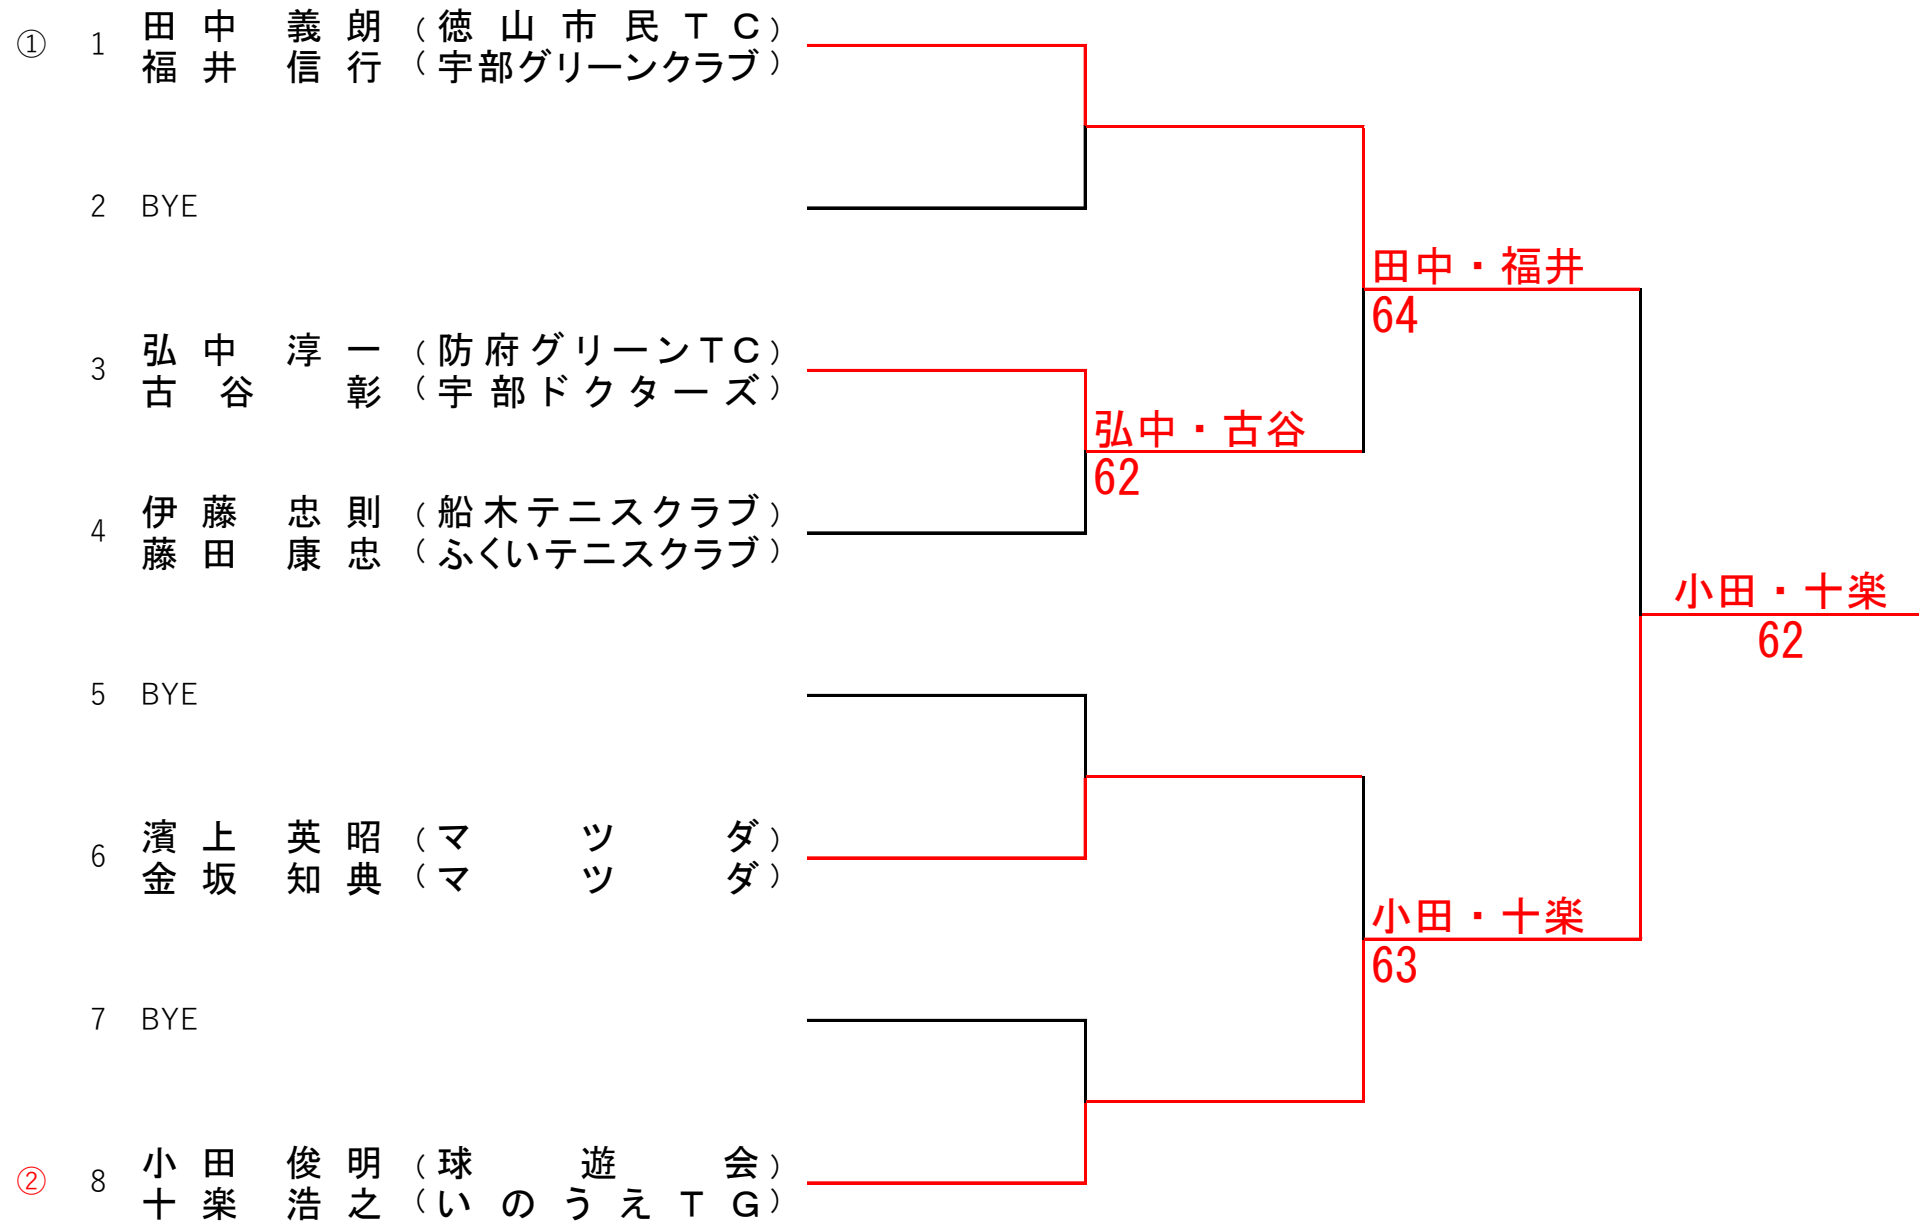 ① 1 田中 義朗 (徳山市民TC)
福井 信行 (宇部グリーンクラブ)
2 BYE
田中・福井
64
3 弘中 淳一 (防府グリーンTC)
古谷 彰 (宇部ドクターズ)
弘中・古谷
62
4 伊藤 忠則 (船木テニスクラブ)
藤田 康忠 (ふくいテニスクラブ)
小田・十楽
62
5 BYE
6 濱上 英昭 (マツダ)
金坂 知典 (マツダ)
小田・十楽
63
7 BYE
② 8 小田 俊明 (球遊会)
十楽 浩之 (いのうえTG)